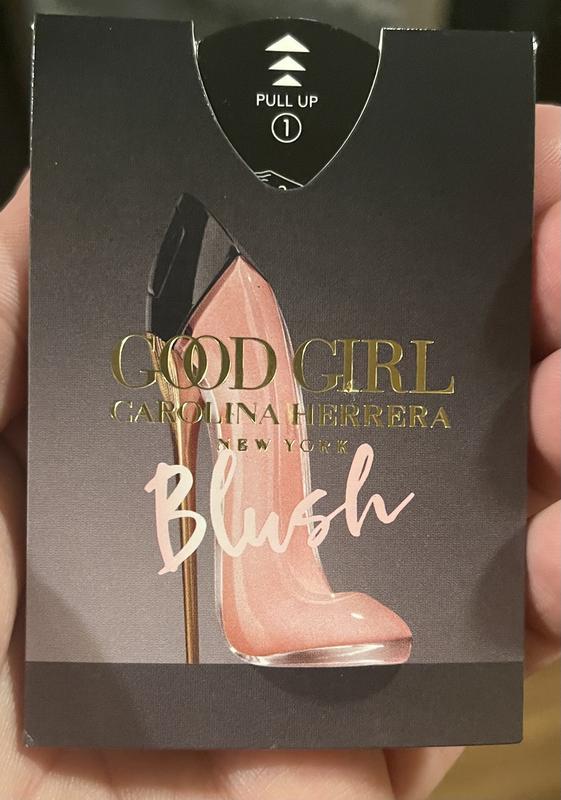 PULL UP
1
GOOD GIRL
CAROLINA HERRERA
NEW YORK
Blush